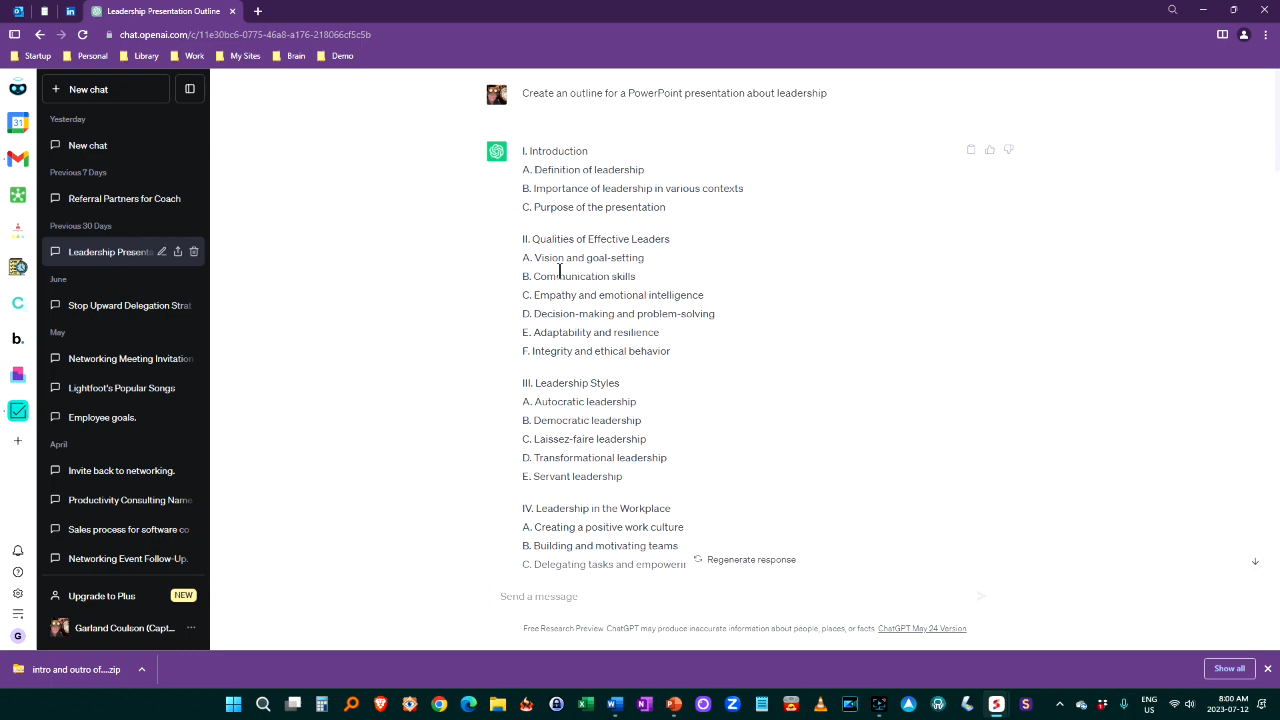 Leadership Presentation Outline
chat.openai.com/c/11e30bc6-0775-46a8-a176-218066cf5c5b
Startup Personal Library Work My Sites Brain Demo
New chat
Yesterday
New chat
Previous 7 Days
Referral Partners for Coach
Previous 30 Days
Leadership Presenta
June
Stop Upward Delegation Strat
May
Networking Meeting Invitation
Lightfoot's Popular Songs
Employee goals.
April
Invite back to networking.
Productivity Consulting Name
Sales process for software co
Networking Event Follow-Up.
Upgrade to Plus NEW
Garland Coulson (Capt...
31
C
b.
G
Create an outline for a PowerPoint presentation about leadership
I. Introduction
A. Definition of leadership
B. Importance of leadership in various contexts
C. Purpose of the presentation
II. Qualities of Effective Leaders
A. Vision and goal-setting
B. Communication skills
C. Empathy and emotional intelligence
D. Decision-making and problem-solving
E. Adaptability and resilience
F. Integrity and ethical behavior
III. Leadership Styles
A. Autocratic leadership
B. Democratic leadership
C. Laissez-faire leadership
D. Transformational leadership
E. Servant leadership
IV. Leadership in the Workplace
A. Creating a positive work culture
B. Building and motivating teams
C. Delegating tasks and empowerin
Regenerate response
Send a message
Free Research Preview. ChatGPT may produce inaccurate information about people, places, or facts. ChatGPT May 24 Version
intro and outro of....zip
Show all
ENG
US
8:00 AM
2023-07-12